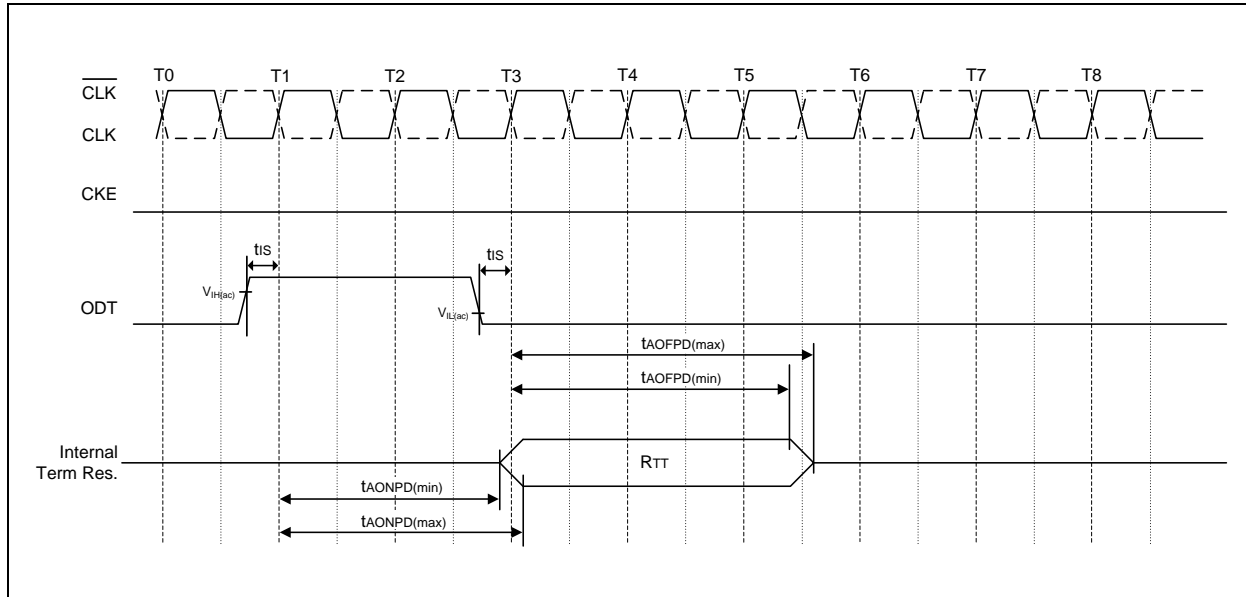 T0 T1 T2 T3 T4 T5 T6 T7 T8
CLK
CLK
CKE
tIS
tIS
VIH(ac)
ODT
VIL(ac)
tAOFPD(max)
tAOFPD(min)
Internal
Term Res.
RTT
tAONPD(min)
tAONPD(max)